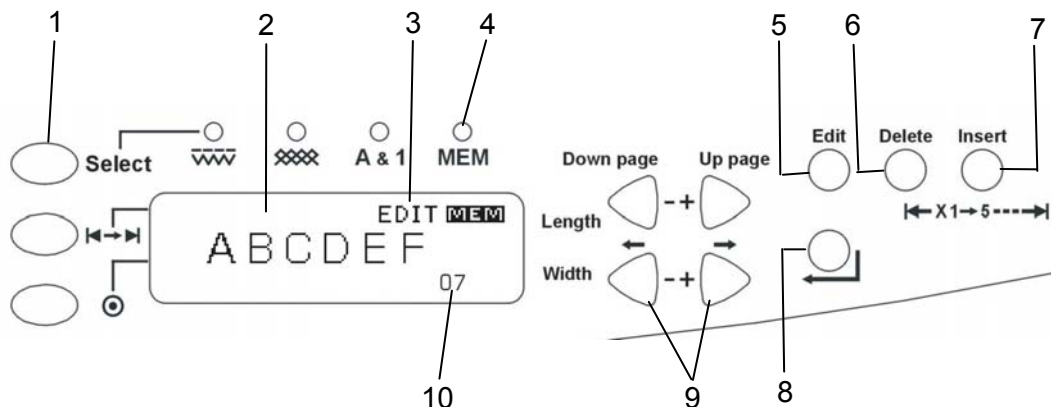 1 2 3 4 5 6 7
Select
A & 1 MEM
EDIT MEM
ABCDEF
07
Down page Up page
Length - +
Width - +
Edit Delete Insert
X1→5
10 9 8